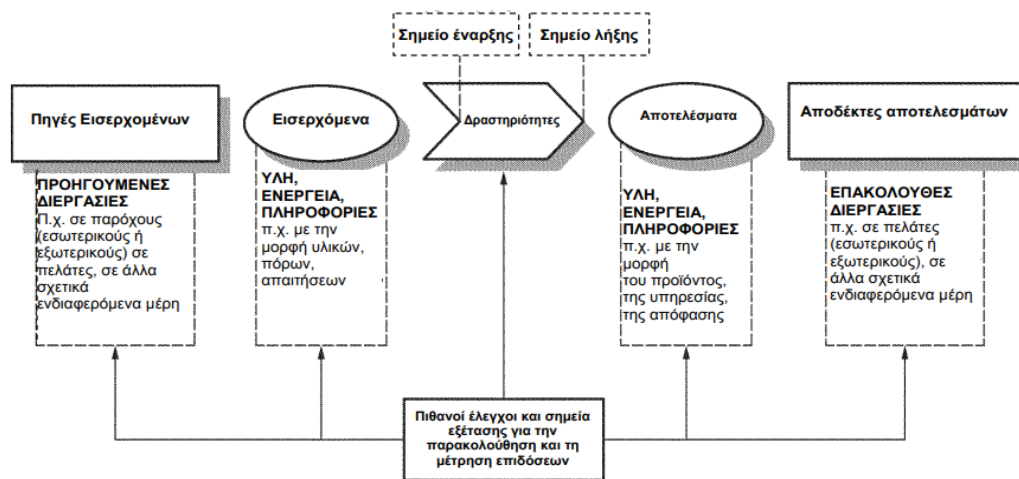 Σημείο έναρξης
Σημείο λήξης
Πηγές Εισερχομένων
Εισερχόμενα
Δραστηριότητες
Αποτελέσματα
Αποδέκτες αποτελεσμάτων
ΠΡΟΗΓΟΥΜΕΝΕΣ
ΔΙΕΡΓΑΣΙΕΣ
Π.χ. σε παρόχους
(εσωτερικούς ή
εξωτερικούς) σε
πελάτες, σε άλλα
σχετικά
ενδιαφερόμενα μέρη
ΥΛΗ,
ΕΝΕΡΓΕΙΑ,
ΠΛΗΡΟΦΟΡΙΕΣ
π.χ. με την
μορφή υλικών,
πόρων,
απαιτήσεων
ΥΛΗ,
ΕΝΕΡΓΕΙΑ,
ΠΛΗΡΟΦΟΡΙΕΣ
π.χ. με την
μορφή
του προϊόντος,
της υπηρεσίας,
της απόφασης
ΕΠΑΚΟΛΟΥΘΕΣ
ΔΙΕΡΓΑΣΙΕΣ
π.χ. σε πελάτες
(εσωτερικούς ή
εξωτερικούς), σε
άλλα σχετικά
ενδιαφερόμενα μέρη
Πιθανοί έλεγχοι και σημεία
εξέτασης για την
παρακολούθηση και τη
μέτρηση επιδόσεων